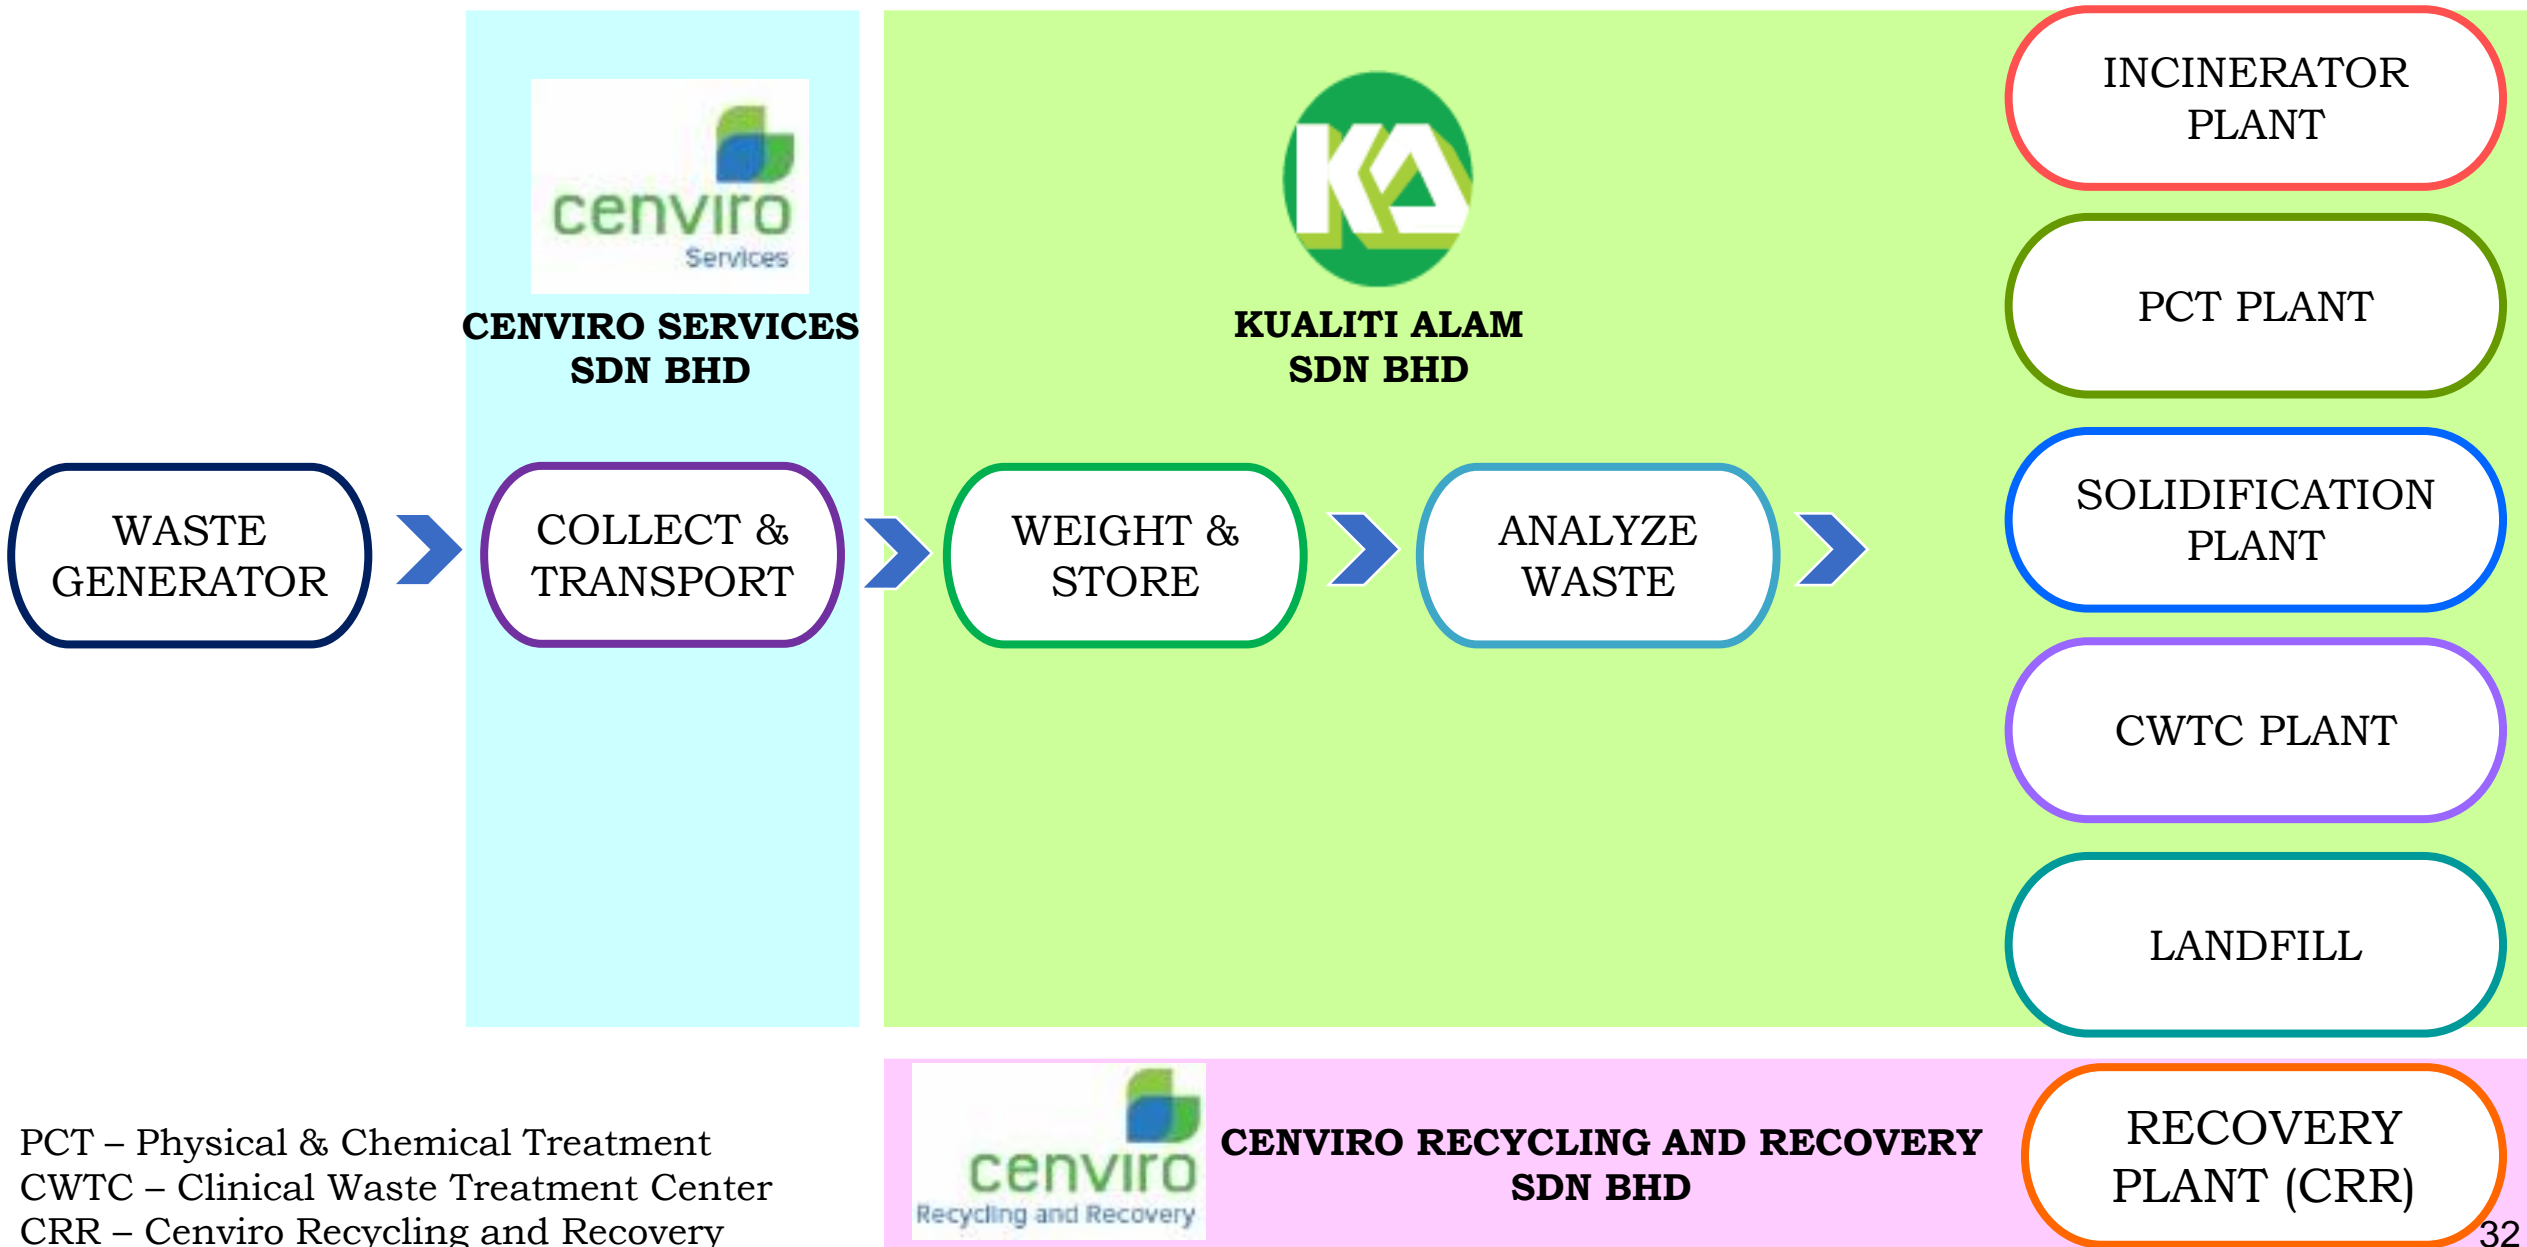 cenviro
Services
CENVIRO SERVICES
SDN BHD
KA
KUALITI ALAM
SDN BHD
WASTE
GENERATOR
COLLECT &
TRANSPORT
WEIGHT &
STORE
ANALYZE
WASTE
INCINERATOR
PLANT
PCT PLANT
SOLIDIFICATION
PLANT
CWTC PLANT
LANDFILL
cenviro
Recycling and Recovery
CENVIRO RECYCLING AND RECOVERY
SDN BHD
RECOVERY
PLANT (CRR)
PCT – Physical & Chemical Treatment
CWTC – Clinical Waste Treatment Center
CRR – Cenviro Recycling and Recovery
32